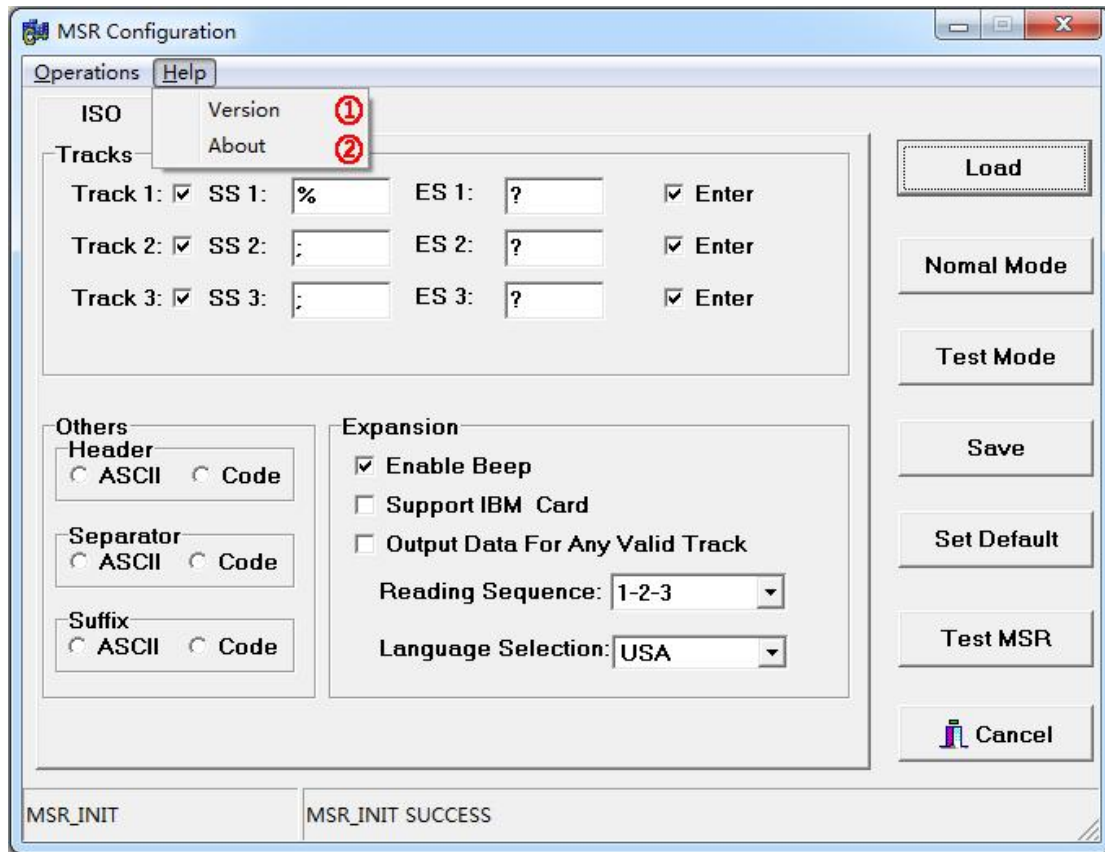 MSR Configuration
Operations Help
ISO
Version ①
About ②
Tracks
Track 1: SS 1: % ES 1: ? Enter
Track 2: SS 2: ; ES 2: ? Enter
Track 3: SS 3: ; ES 3: ? Enter
Load
Nomal Mode
Test Mode
Save
Set Default
Test MSR
Cancel
Others
Header
ASCII Code
Separator
ASCII Code
Suffix
ASCII Code
Expansion
Enable Beep
Support IBM Card
Output Data For Any Valid Track
Reading Sequence: 1-2-3
Language Selection: USA
MSR_INIT MSR_INIT SUCCESS